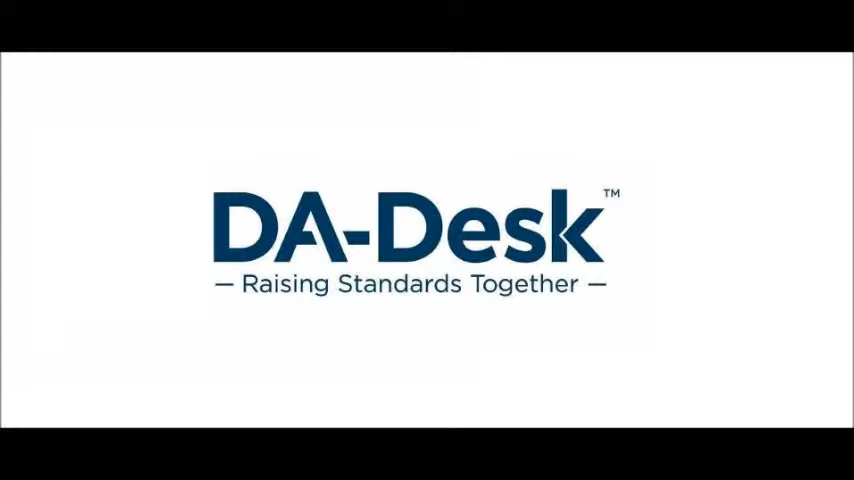 DA-Desk™
— Raising Standards Together —